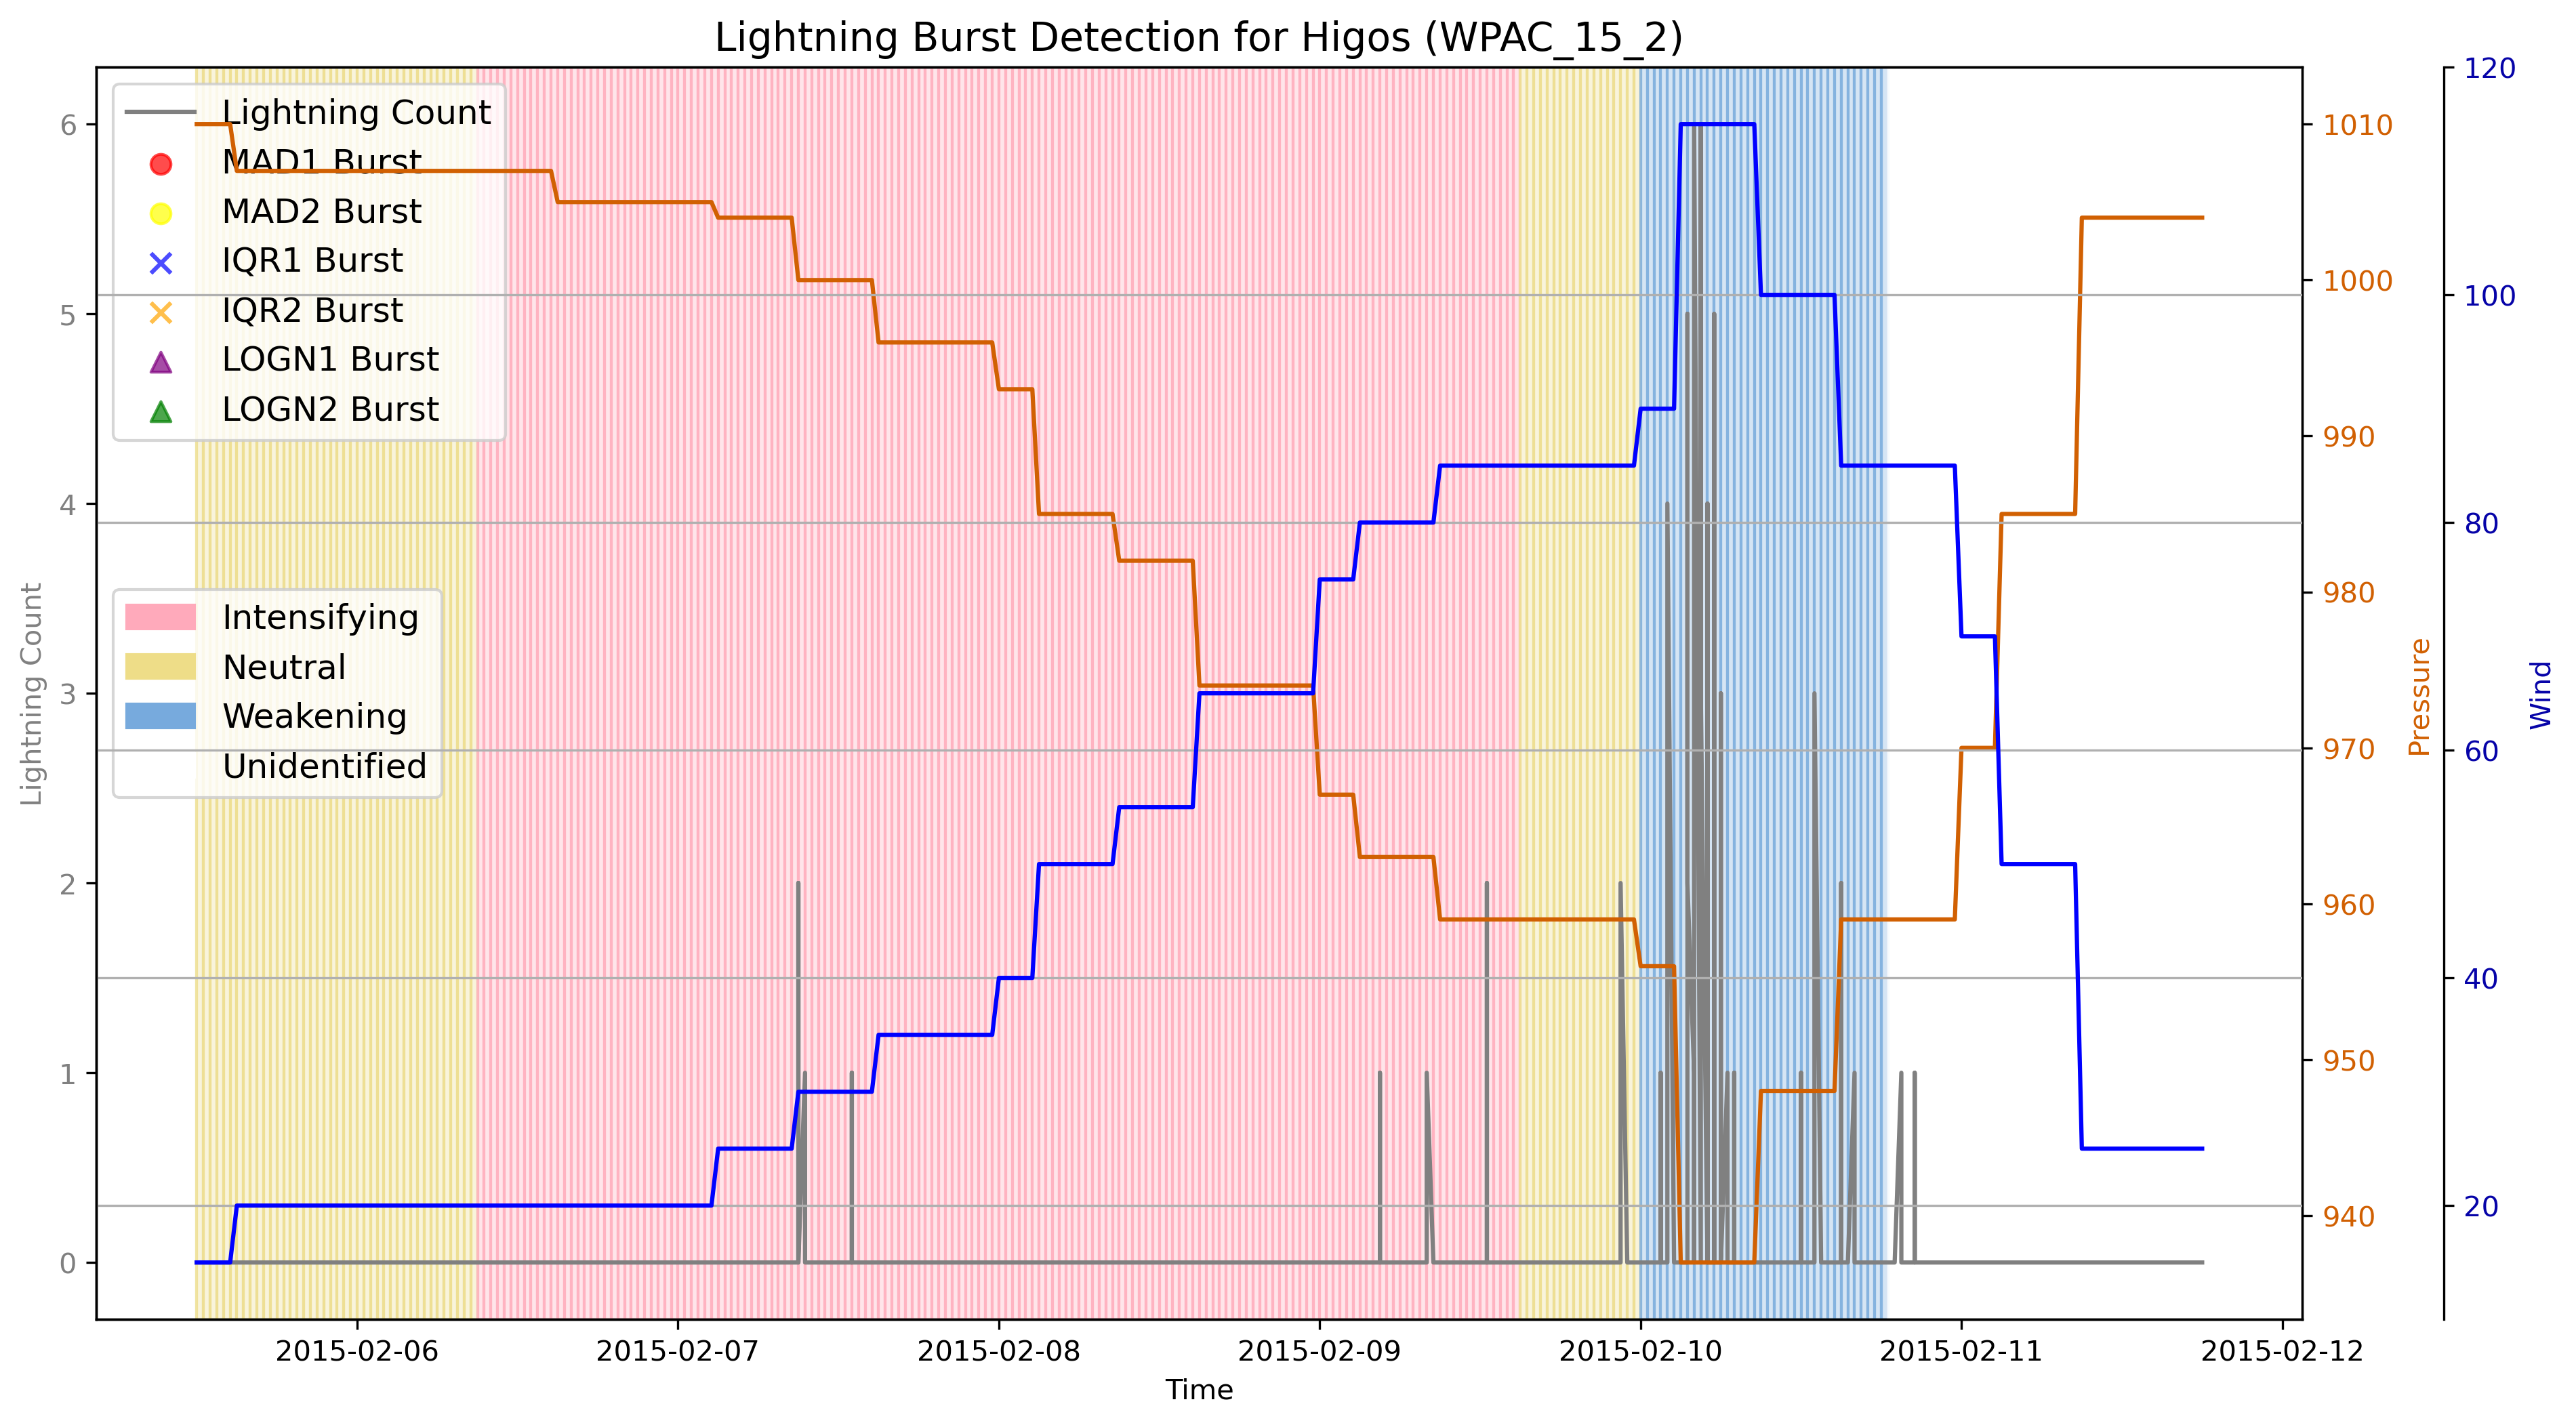 Lightning Burst Detection for Higos (WPAC_15_2)
Lightning Count
MAD1 Burst
MAD2 Burst
IQR1 Burst
IQR2 Burst
LOGN1 Burst
LOGN2 Burst
Intensifying
Neutral
Weakening
Unidentified
Lightning Count
6
5
4
3
2
1
0
1010
1000
990
980
970
960
950
940
Pressure
120
100
80
60
40
20
Wind
2015-02-06
2015-02-07
2015-02-08
2015-02-09
2015-02-10
2015-02-11
2015-02-12
Time